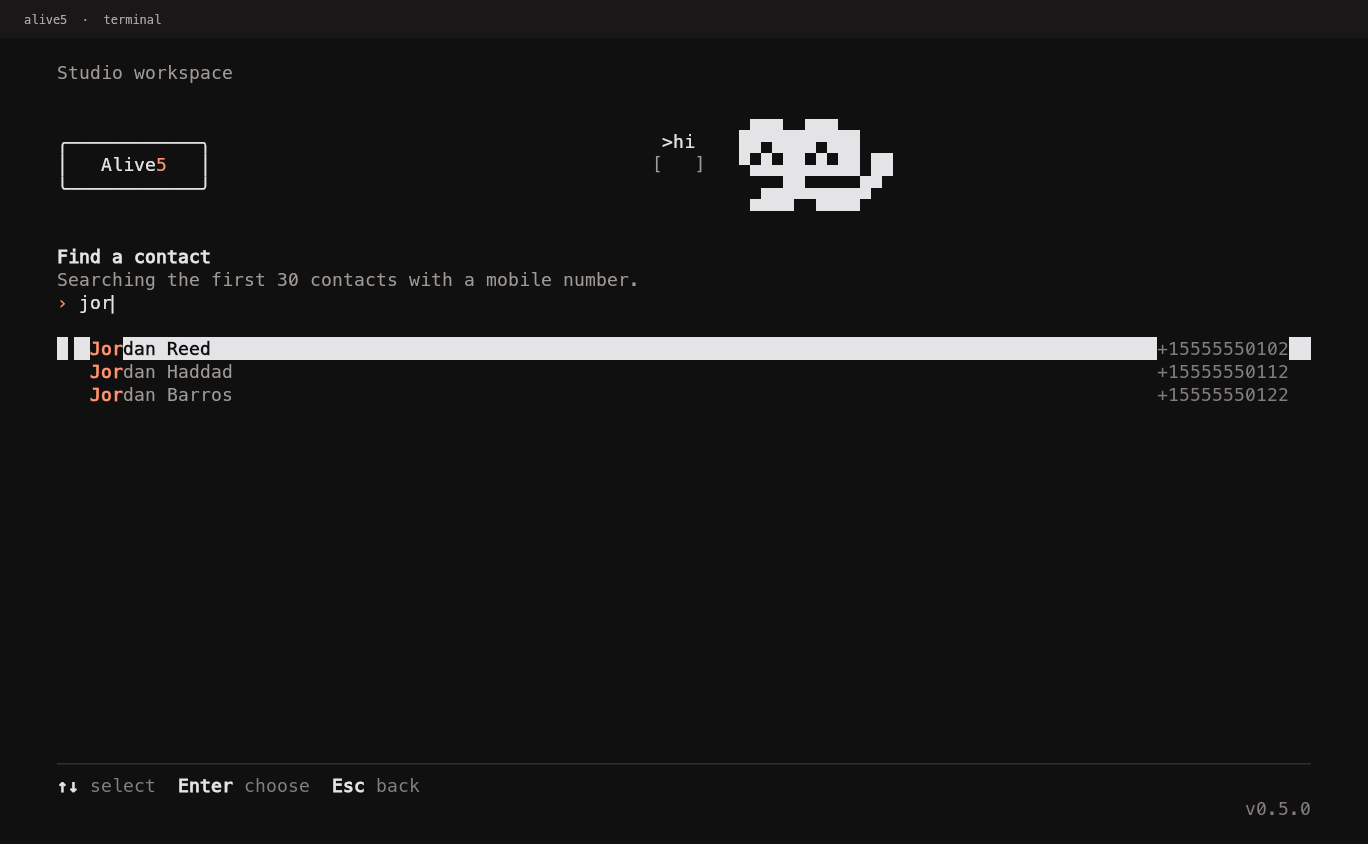 alive5 · terminal
Studio workspace
>hi
[ ]
Alive5
Find a contact
Searching the first 30 contacts with a mobile number.
› jor
Jordan Reed +15555550102
Jordan Haddad +15555550112
Jordan Barros +15555550122
↑↓ select Enter choose Esc back
v0.5.0